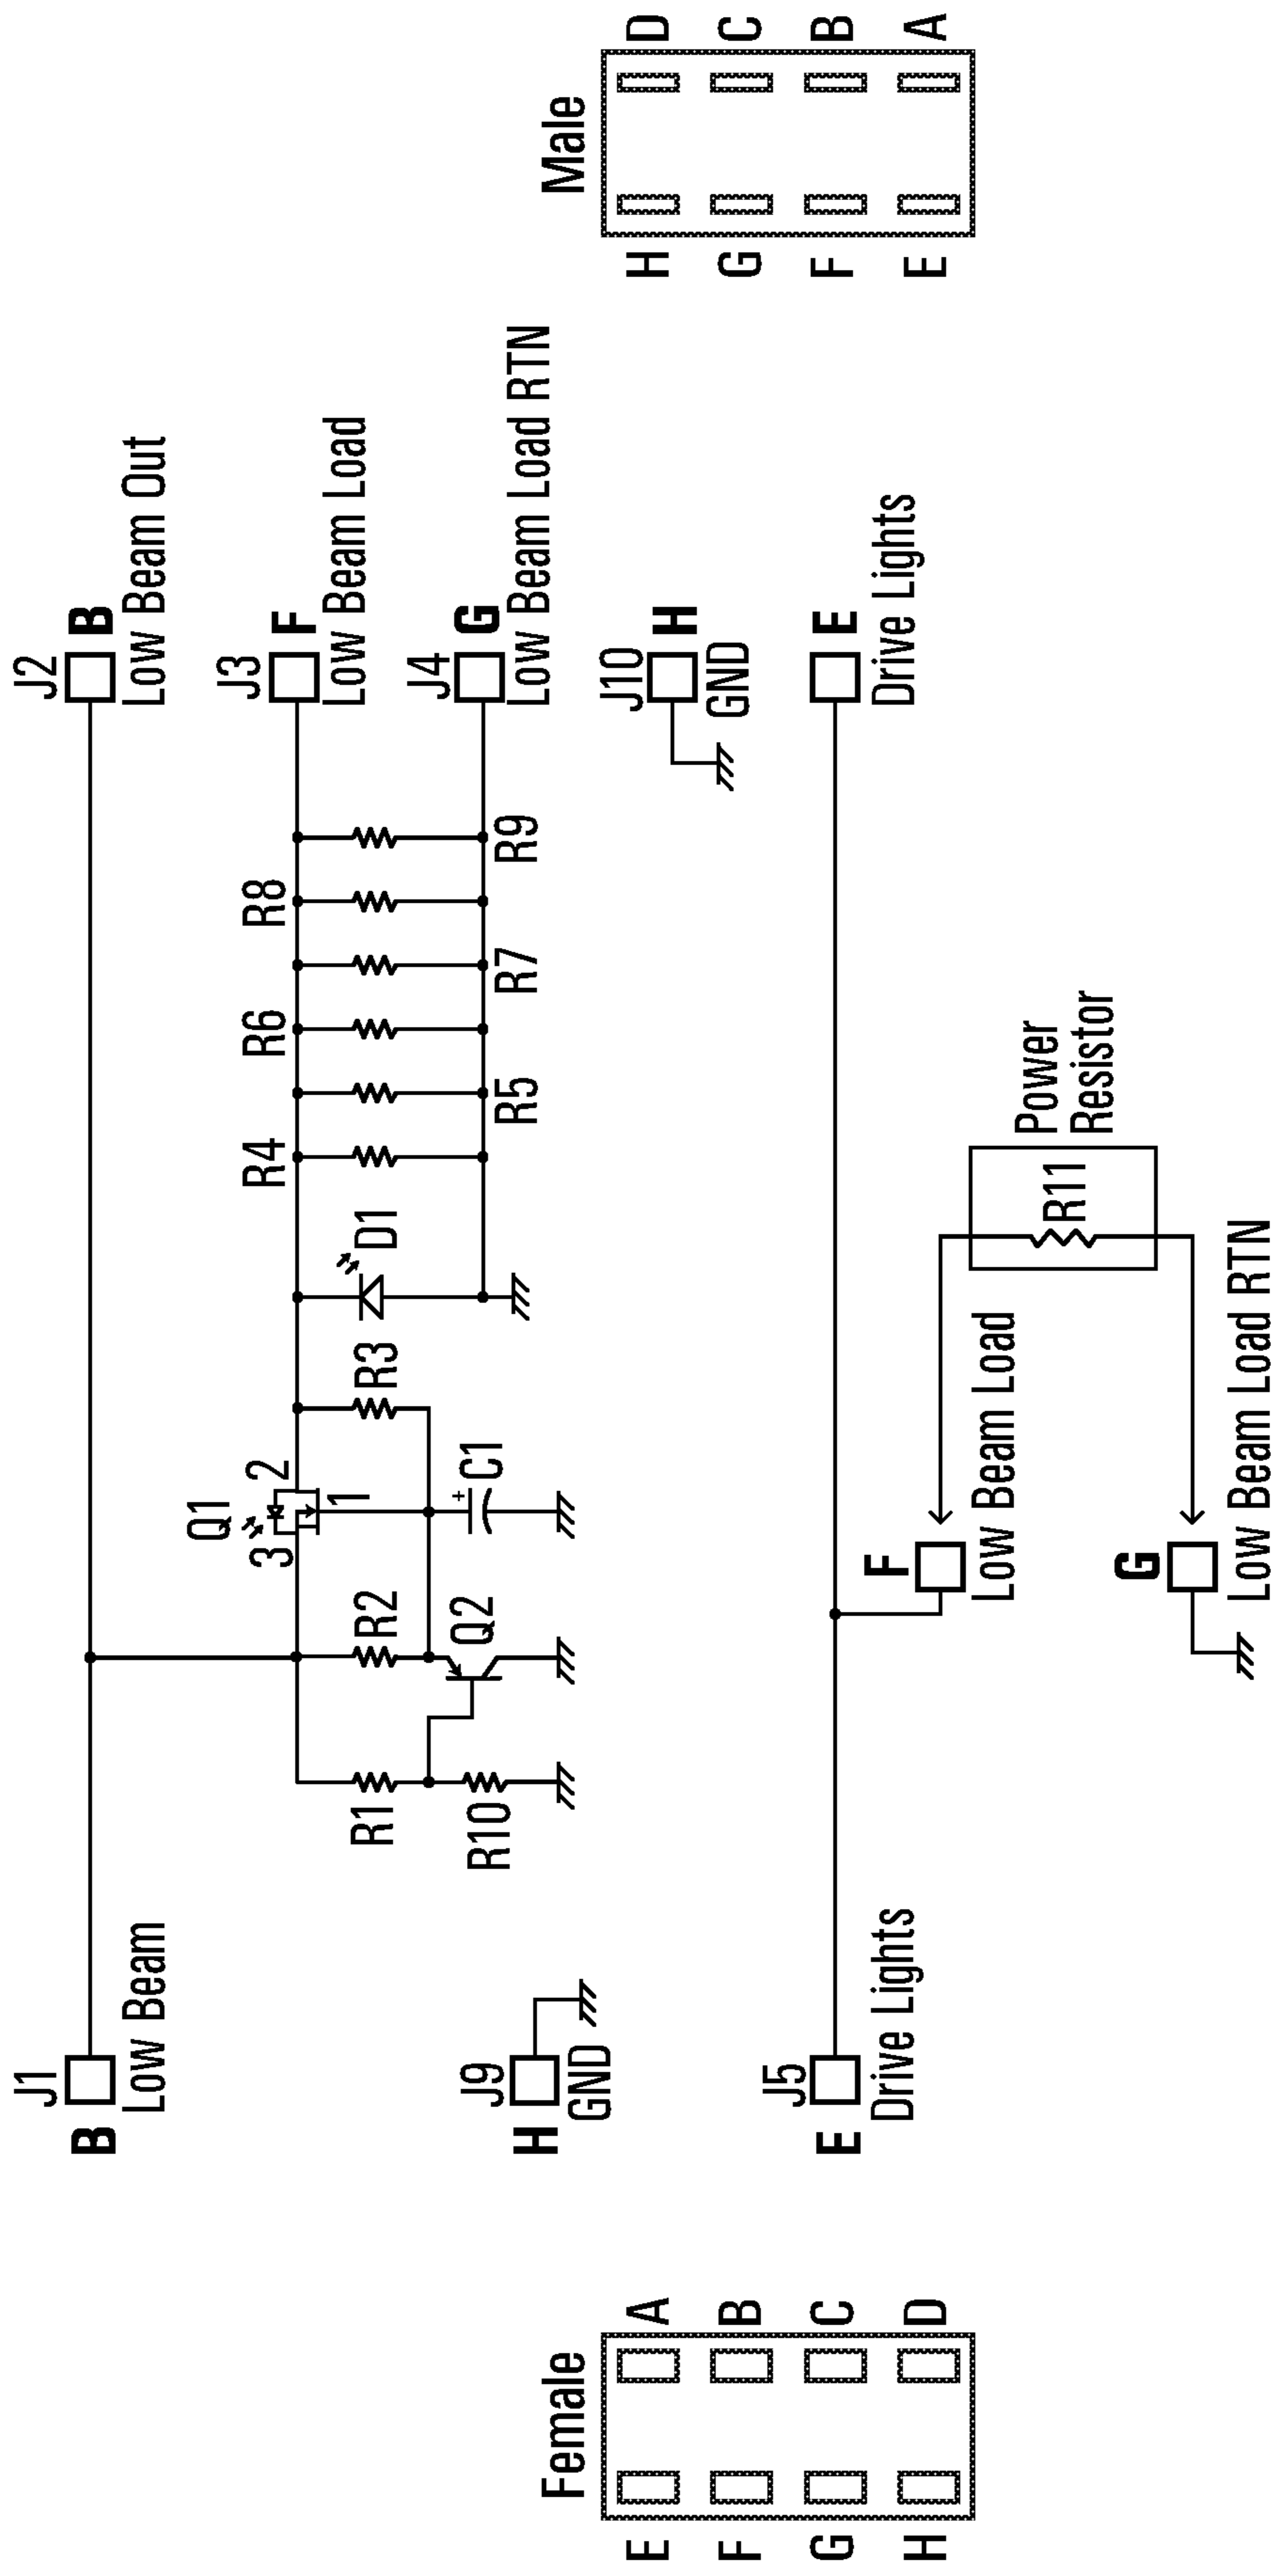 J1
B
Low Beam
J2
B
Low Beam Out
Q1
3
2
1
R1
R10
R2
Q2
C1
R3
D1
R4
R5
R6
R7
R8
R9
J3
F
Low Beam Load
J4
G
Low Beam Load RTN
J9
H
GND
J10
H
GND
J5
E
Drive Lights
E
Drive Lights
F
Low Beam Load
G
Low Beam Load RTN
R11
Power
Resistor
Female
E
A
F
B
G
C
H
D
Male
H
D
G
C
F
B
E
A